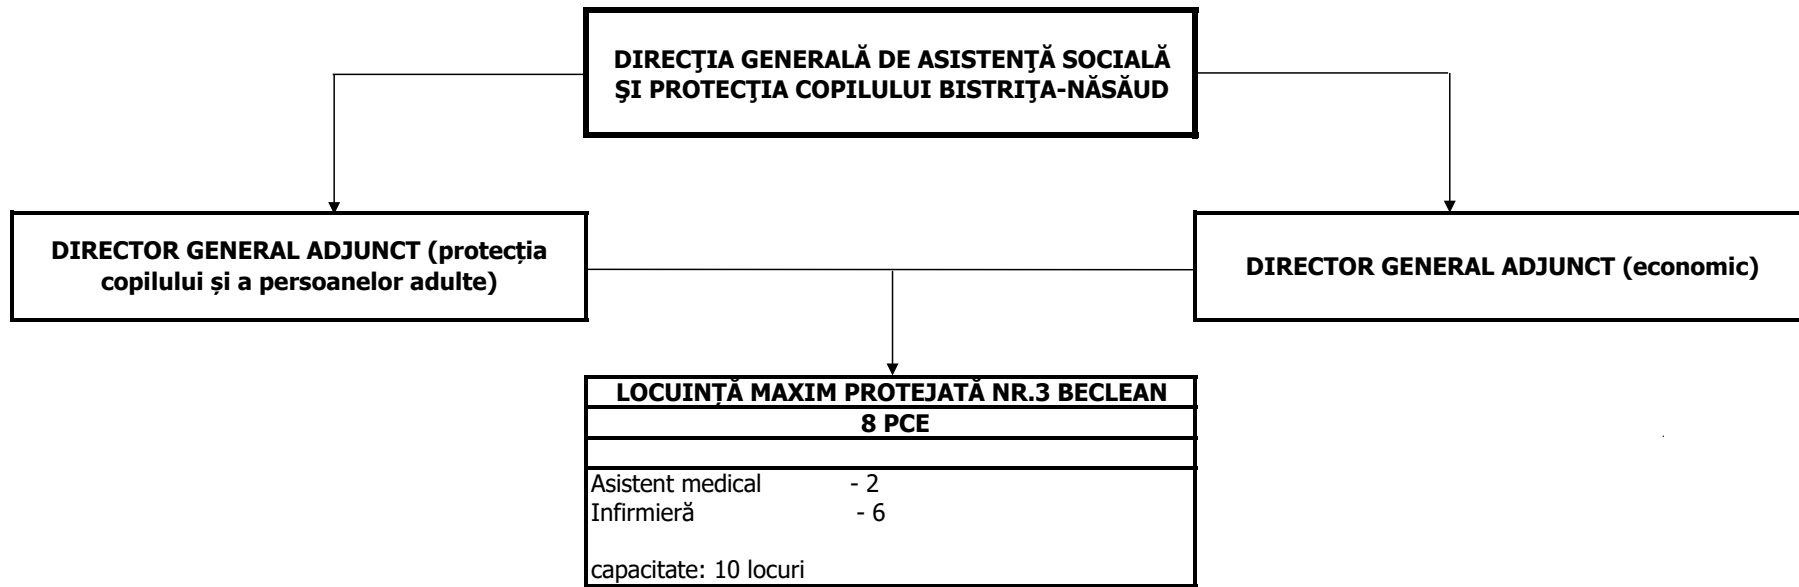 DIRECŢIA GENERALĂ DE ASISTENŢĂ SOCIALĂ
ŞI PROTECŢIA COPILULUI BISTRIŢA-NĂSĂUD
DIRECTOR GENERAL ADJUNCT (protecția
copilului și a persoanelor adulte)
DIRECTOR GENERAL ADJUNCT (economic)
LOCUINȚĂ MAXIM PROTEJATĂ NR.3 BECLEAN
8 PCE
Asistent medical - 2
Infirmieră - 6
capacitate: 10 locuri